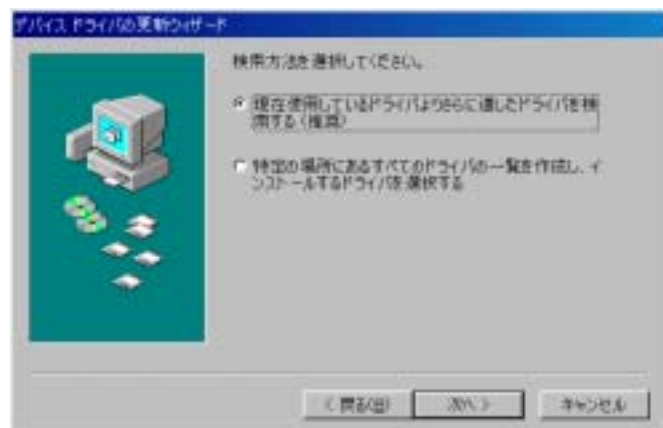 デバイス ドライバの更新ウィザード
検索方法を選択してください。
現在使用しているドライバよりさらに適したドライバを検
索する (推奨)
特定の場所にあるすべてのドライバの一覧を作成し、イ
ンストールするドライバを選択する
< 戻る(B)
次へ >
キャンセル